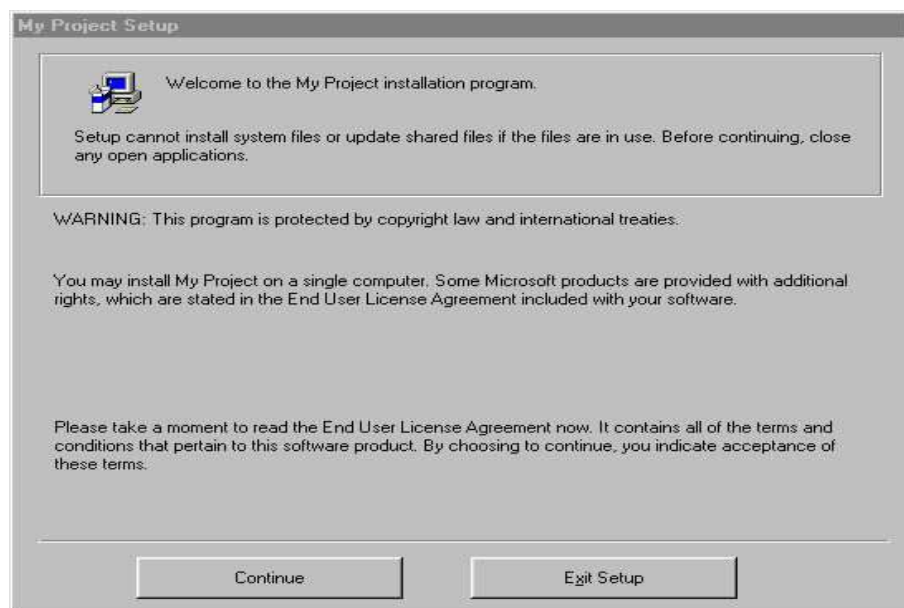 My Project Setup
Welcome to the My Project installation program.
Setup cannot install system files or update shared files if the files are in use. Before continuing, close
any open applications.
WARNING: This program is protected by copyright law and international treaties.
You may install My Project on a single computer. Some Microsoft products are provided with additional
rights, which are stated in the End User License Agreement included with your software.
Please take a moment to read the End User License Agreement now. It contains all of the terms and
conditions that pertain to this software product. By choosing to continue, you indicate acceptance of
these terms.
Continue
Exit Setup